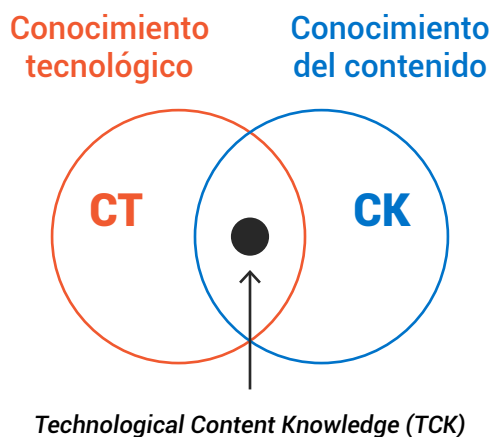 Conocimiento
tecnológico
Conocimiento
del contenido
CT
CK
Technological Content Knowledge (TCK)